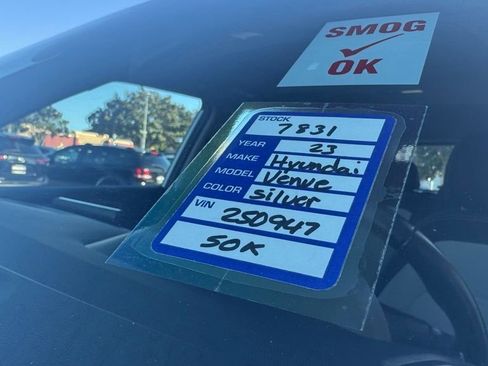 SMOG
OK
STOCK 7831
YEAR 23
MAKE Hyundai
MODEL Venue
COLOR Silver
VIN 250947
50K